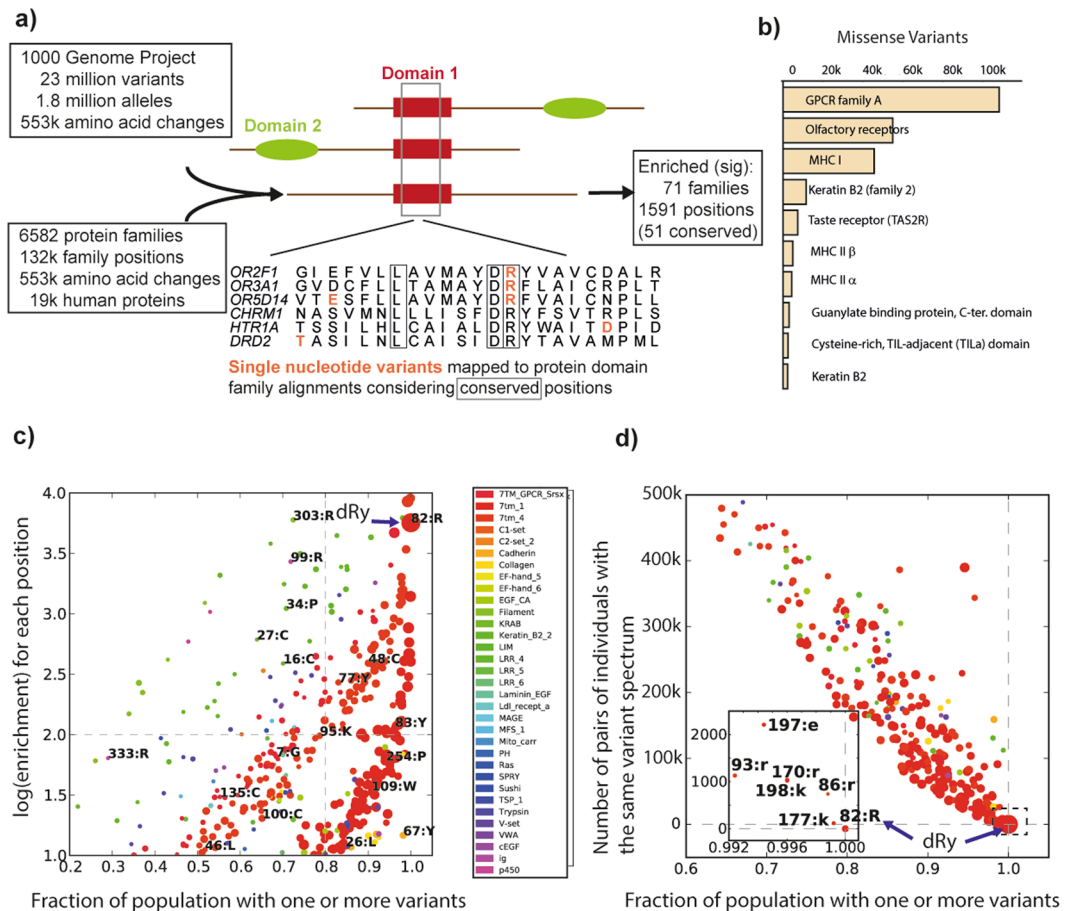 a)
1000 Genome Project
23 million variants
1.8 million alleles
553k amino acid changes
Domain 1
Domain 2
6582 protein families
132k family positions
553k amino acid changes
19k human proteins
Enriched (sig):
71 families
1591 positions
(51 conserved)
OR2F1 G I E F V L L A V M A Y D R Y V A V C D A L R
OR3A1 G V D C F L L T A M A Y D R Y V A I C R P L L
OR5D14 V T E S F L L A V M A Y D R F V A I C N P L L
CHRM1 N A S V M N L L L I S F D R Y F S V T R P L S
HTR1A T S S I L H L C A I A L D R Y W A I T D P I D
DRD2 T A S I L N L C A I S I D R Y T A V A M P M L
Single nucleotide variants mapped to protein domain
family alignments considering conserved positions
b)
Missense Variants
0 20k 40k 60k 80k 100k
GPCR family A
Olfactory receptors
MHC I
Keratin B2 (family 2)
Taste receptor (TAS2R)
MHC II β
MHC II α
Guanylate binding protein, C-ter. domain
Cysteine-rich, TIL-adjacent (TILa) domain
Keratin B2
c)
log(enrichment) for each position
4.0
3.5
3.0
2.5
2.0
1.5
1.0
303:R
dRy
82:R
99:R
34:P
27:C
16:C
48:C
77:Y
83:Y
95:K
333:R
7:G
254:P
135:C
109:W
100:C
67:Y
46:L
26:L
0.2 0.3 0.4 0.5 0.6 0.7 0.8 0.9 1.0
Fraction of population with one or more variants
7TM_GPCR_Srsx
7tm_1
7tm_4
C1-set
C2-set_2
Cadherin
Collagen
EF-hand_5
EF-hand_6
EGF_CA
Filament
KRAB
Keratin_B2_2
LIM
LRR_4
LRR_5
LRR_6
Laminin_EGF
Ldl_recept_a
MAGE
MFS_1
Mito_carr
PH
Ras
SPRY
Sushi
TSP_1
Trypsin
V-set
VWA
cEGF
ig
p450
d)
Number of pairs of individuals with
the same variant spectrum
500k
400k
300k
200k
100k
0
2000
1000
0
197:e
93:r
170:r
198:k
86:r
177:k
82:R
0.992 0.996 1.000
dRy
0.6 0.7 0.8 0.9 1.0 1.05
Fraction of population with one or more variants